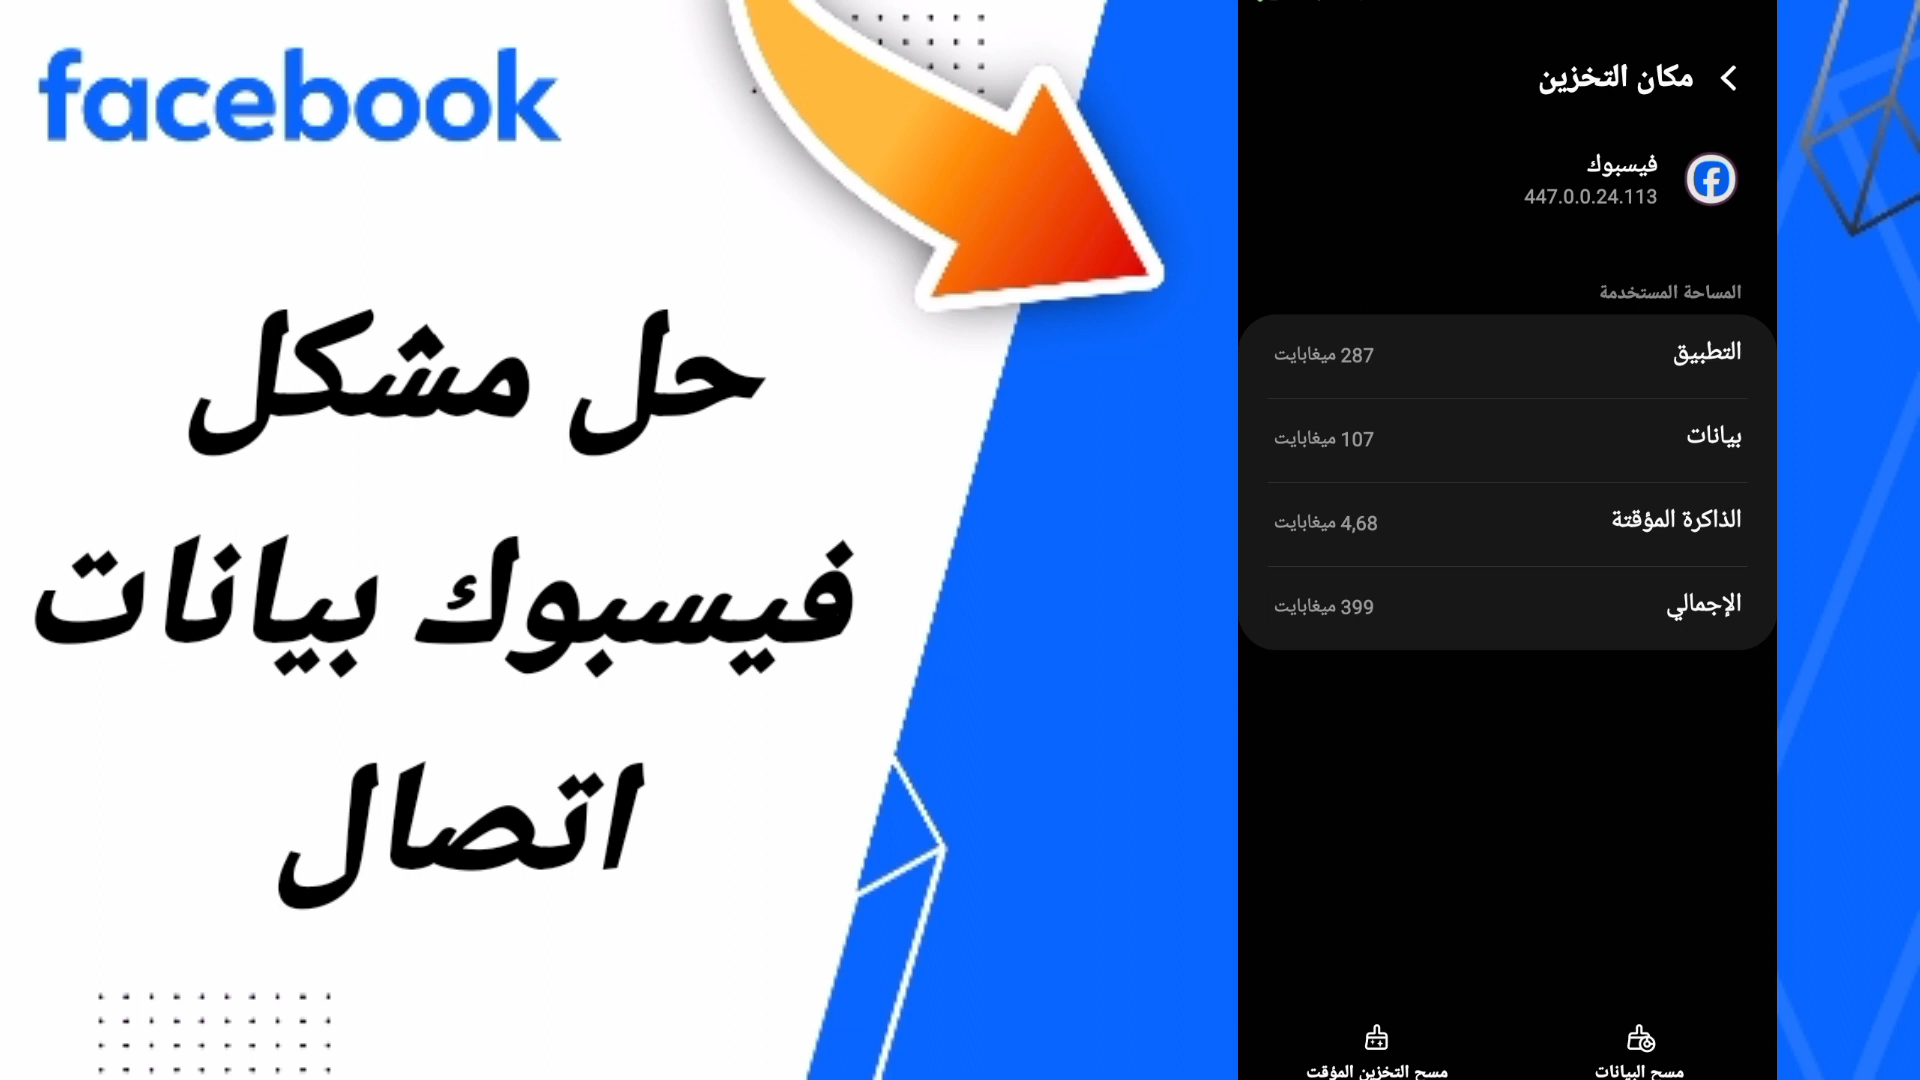 facebook
حل مشكل
فيسبوك بيانات
اتصال
مكان التخزين
فيسبوك
447.0.0.24.113
المساحة المستخدمة
التطبيق 287 ميغابايت
بيانات 107 ميغابايت
الذاكرة المؤقتة 4,68 ميغابايت
الإجمالي 399 ميغابايت
مسح البيانات مسح التخزين المؤقت